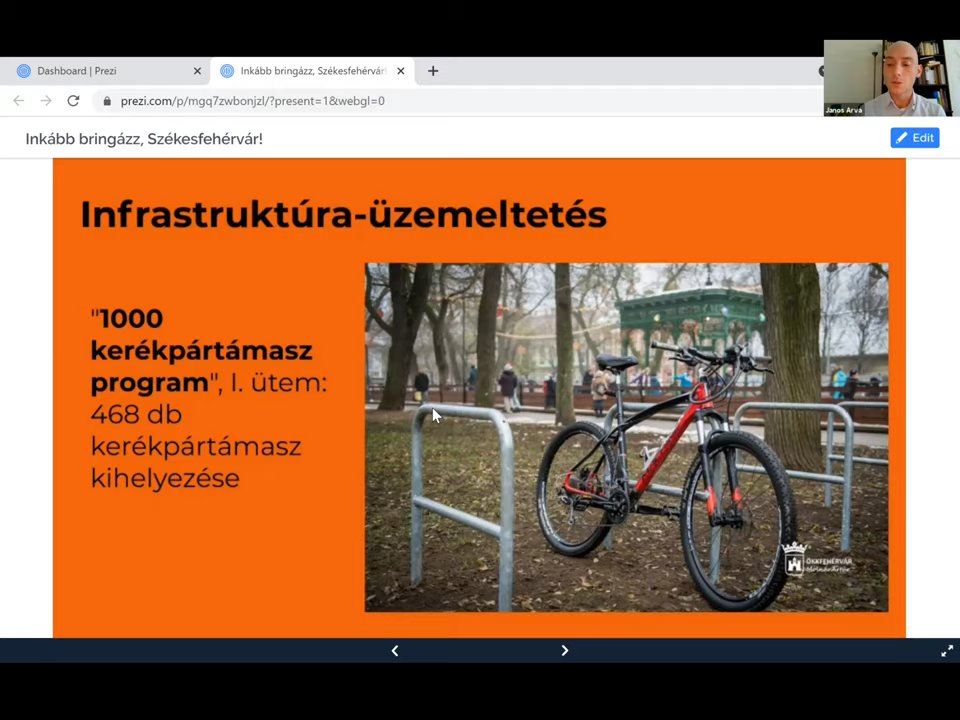 Dashboard | Prezi
Inkább bringázz, Székesfehérvár!
prezi.com/p/mgq7zwbonjzl/?present=1&webgl=0
Janos Arva
Inkább bringázz, Székesfehérvár!
Edit
Infrastruktúra-üzemeltetés
"1000
kerékpártámasz
program", I. ütem:
468 db
kerékpártámasz
kihelyezése